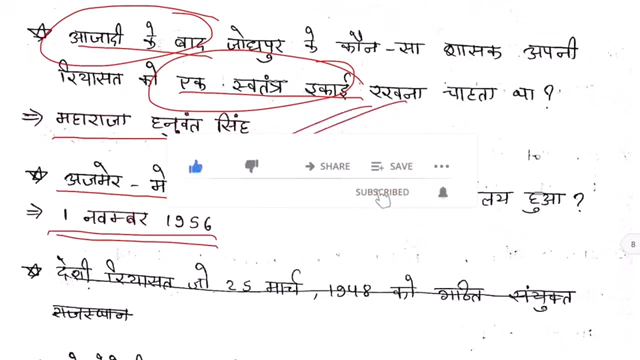 ☆ आजादी के बाद जोधपुर के कौन-सा शासक अपनी
रियासत को एक स्वतंत्र इकाई रखना चाहता था?
⇒ महाराजा हनुवंत सिंह
SHARE SAVE
SUBSCRIBED
☆ अजमेर-मे लय हुआ?
⇒ 1 नवम्बर 1956
8
☆ देशी रियासत जो 25 मार्च, 1948 को गठित संयुक्त
राजस्थान